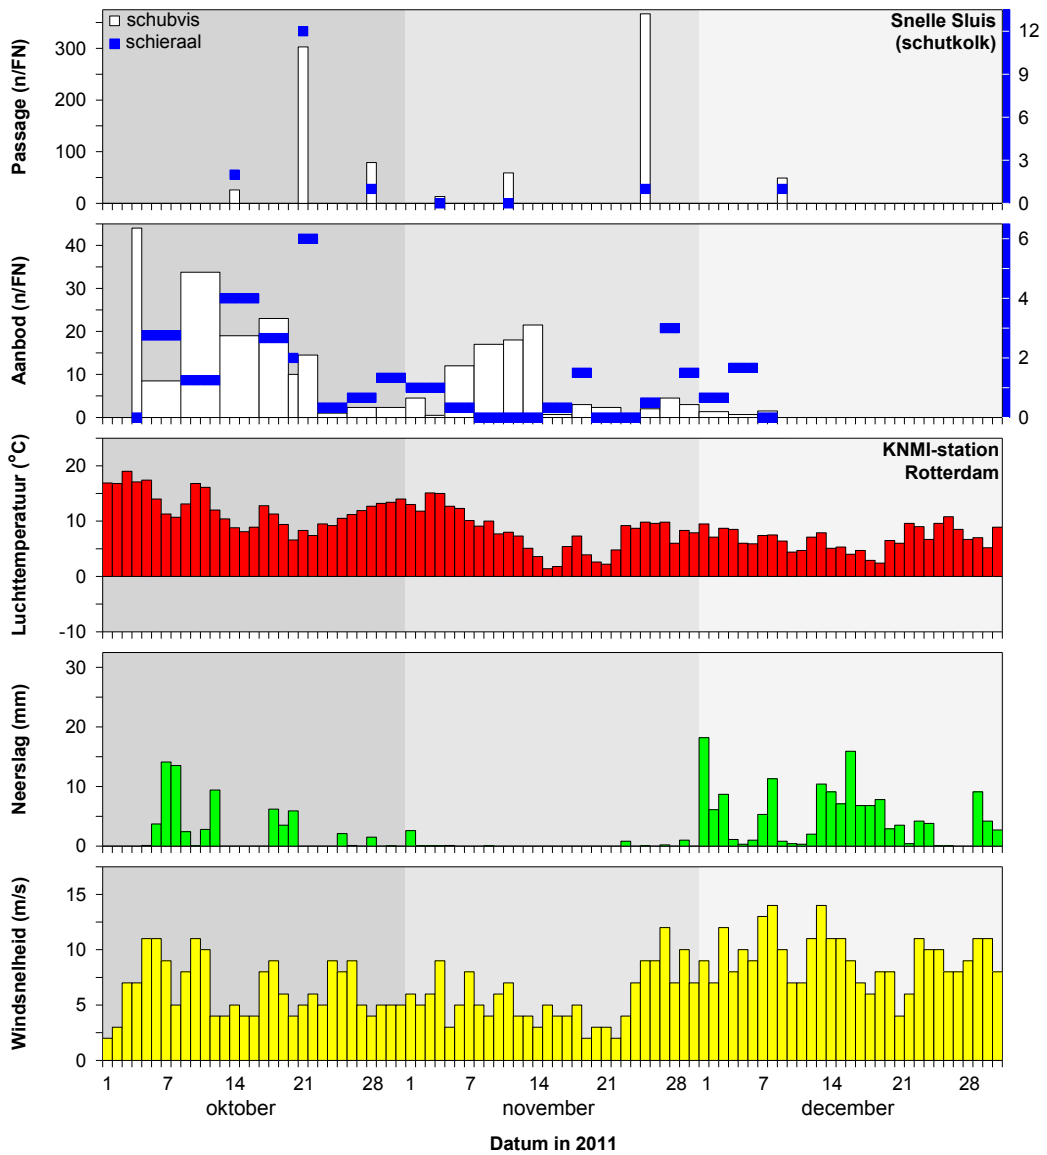 schubvis
schieraal
Snelle Sluis
(schutkolk)
Passage (n/FN)
300
200
100
0
12
9
6
3
0
Aanbod (n/FN)
40
30
20
10
0
6
4
2
0
KNMI-station
Rotterdam
Luchttemperatuur (°C)
20
10
0
-10
Neerslag (mm)
30
20
10
0
Windsnelheid (m/s)
15
10
5
0
1 7 14 21 28 1 7 14 21 28 1 7 14 21 28
oktober november december
Datum in 2011